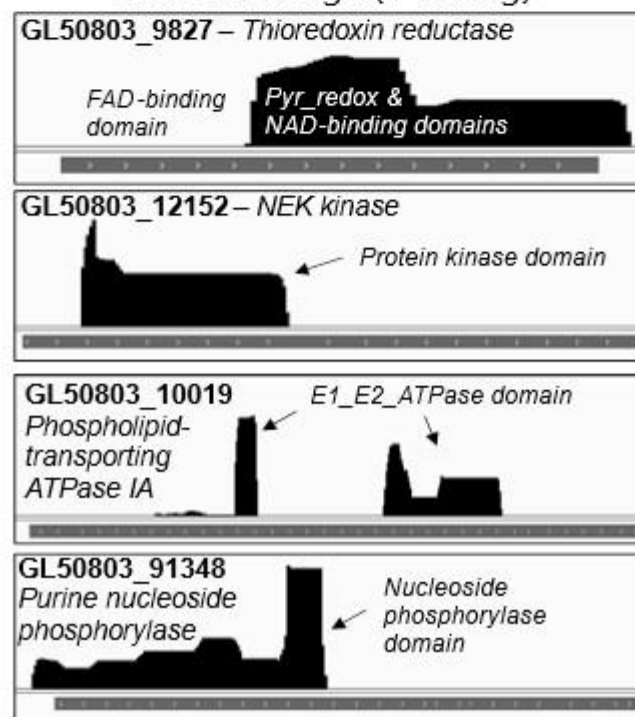 GL50803_9827 – Thioredoxin reductase
FAD-binding domain
Pyr_redox &
NAD-binding domains
GL50803_12152 – NEK kinase
Protein kinase domain
GL50803_10019
Phospholipid-
transporting
ATPase IA
E1_E2_ATPase domain
GL50803_91348
Purine nucleoside
phosphorylase
Nucleoside
phosphorylase
domain